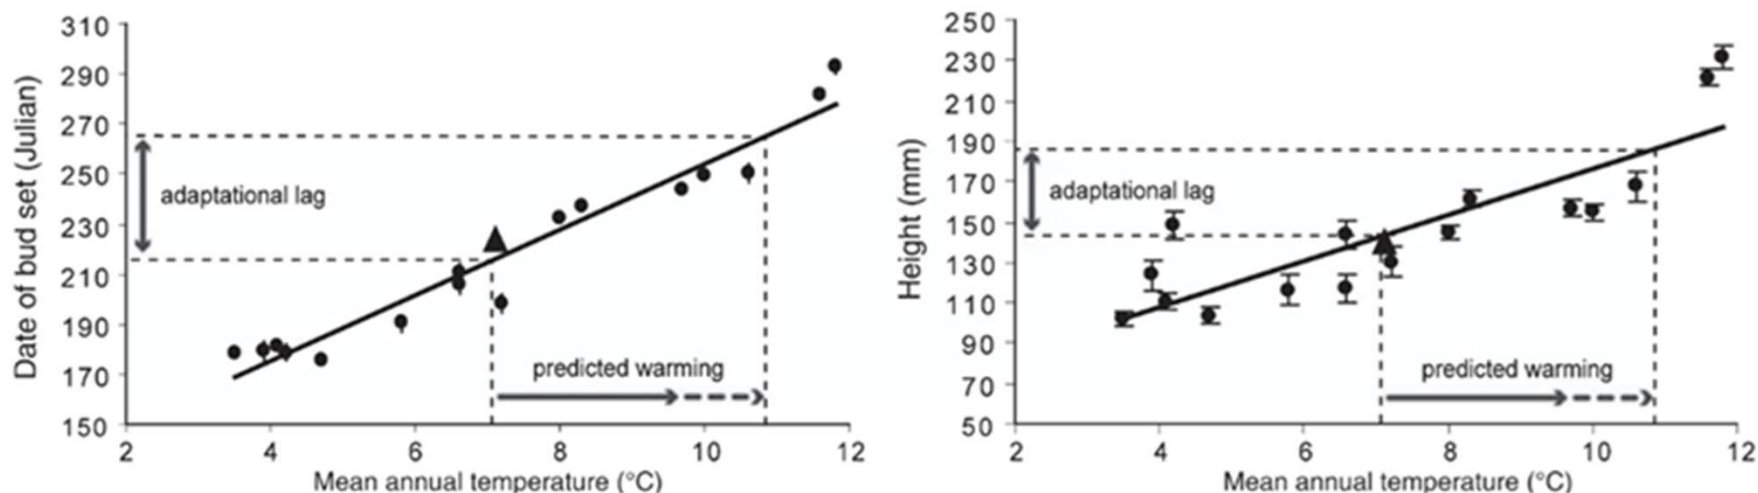 310
290
270
250
230
210
190
170
150
Date of bud set (Julian)
adaptational lag
predicted warming
2 4 6 8 10 12
Mean annual temperature (°C)
250
230
210
190
170
150
130
110
90
70
50
Height (mm)
adaptational lag
predicted warming
2 4 6 8 10 12
Mean annual temperature (°C)